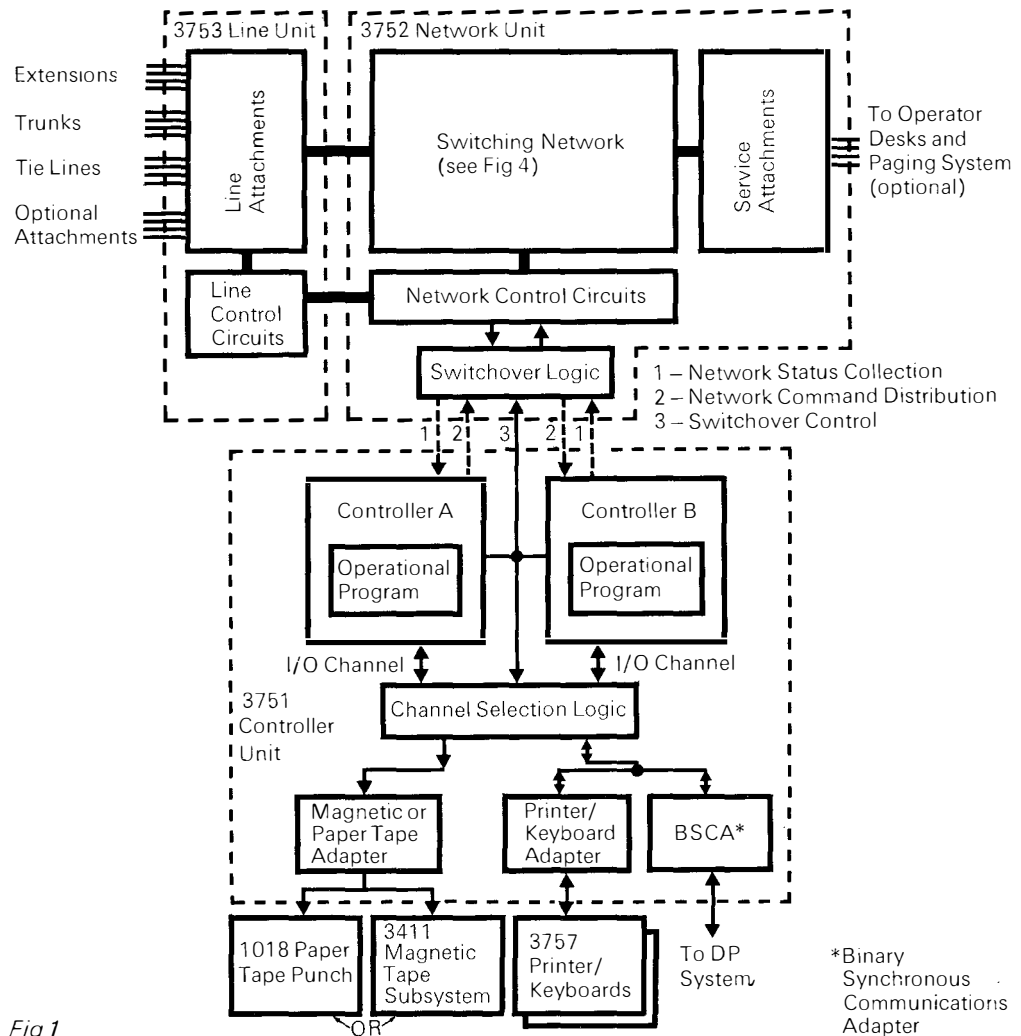 3753 Line Unit
3752 Network Unit
Extensions
Trunks
Tie Lines
Optional
Attachments
Line
Attachments
Switching Network
(see Fig 4)
Service
Attachments
To Operator
Desks and
Paging System
(optional)
Line
Control
Circuits
Network Control Circuits
Switchover Logic
1 – Network Status Collection
2 – Network Command Distribution
3 – Switchover Control
1 2 3 2 1
Controller A
Operational
Program
Controller B
Operational
Program
I/O Channel
I/O Channel
3751
Controller
Unit
Channel Selection Logic
Magnetic or
Paper Tape
Adapter
Printer/
Keyboard
Adapter
BSCA*
1018 Paper
Tape Punch
3411
Magnetic
Tape
Subsystem
3757
Printer/
Keyboards
To DP
System
*Binary
Synchronous
Communications
Adapter
OR
Fig 1